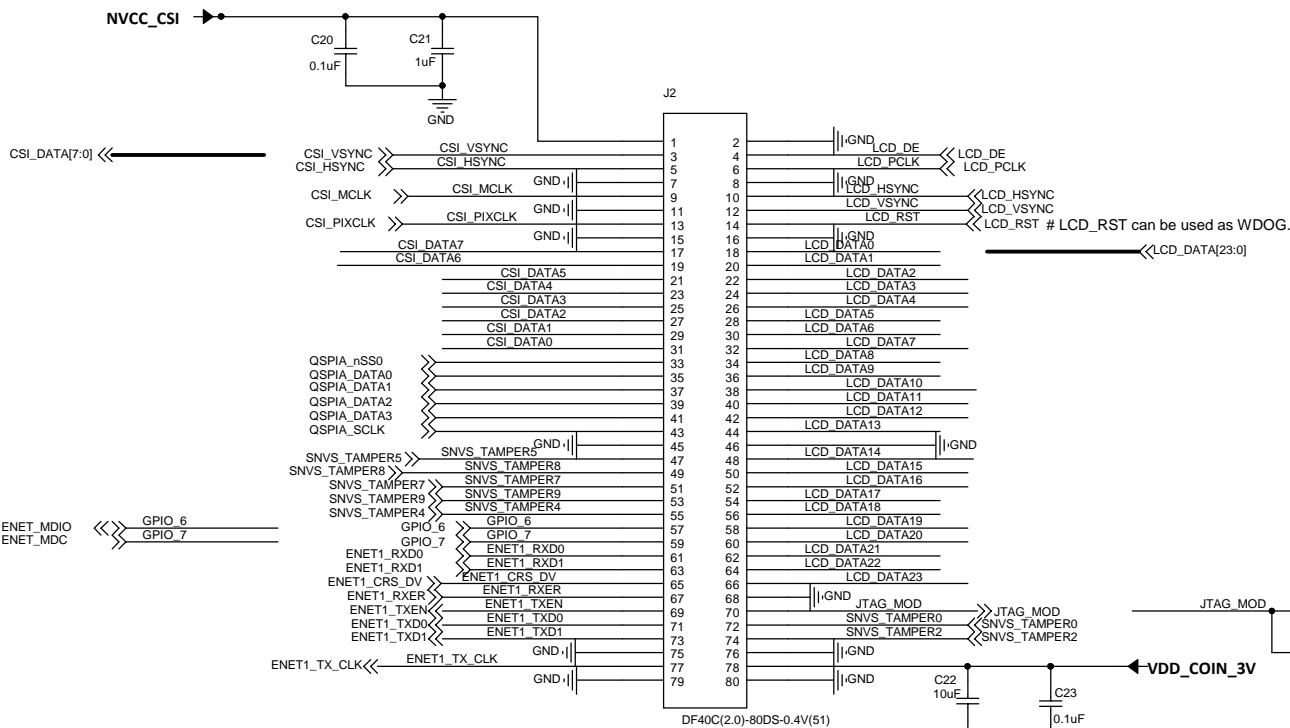 NVCC_CSI
C20
0.1uF
C21
1uF
GND
J2
CSI_DATA[7:0]
1 2 GND
CSI_VSYNC CSI_VSYNC 3 4 LCD_DE LCD_DE
CSI_HSYNC CSI_HSYNC 5 6 LCD_PCLK LCD_PCLK
GND 7 8 GND
CSI_MCLK CSI_MCLK 9 10 LCD_HSYNC LCD_HSYNC
GND 11 12 LCD_VSYNC LCD_VSYNC
CSI_PIXCLK CSI_PIXCLK 13 14 LCD_RST LCD_RST # LCD_RST can be used as WDOG.
GND 15 16 GND
CSI_DATA7 17 18 LCD_DATA0 LCD_DATA[23:0]
CSI_DATA6 19 20 LCD_DATA1
CSI_DATA5 21 22 LCD_DATA2
CSI_DATA4 23 24 LCD_DATA3
CSI_DATA3 25 26 LCD_DATA4
CSI_DATA2 27 28 LCD_DATA5
CSI_DATA1 29 30 LCD_DATA6
CSI_DATA0 31 32 LCD_DATA7
QSPIA_nSS0 33 34 LCD_DATA8
QSPIA_DATA0 35 36 LCD_DATA9
QSPIA_DATA1 37 38 LCD_DATA10
QSPIA_DATA2 39 40 LCD_DATA11
QSPIA_DATA3 41 42 LCD_DATA12
QSPIA_SCLK 43 44 LCD_DATA13
GND 45 46 GND
SNVS_TAMPER5 SNVS_TAMPER5 47 48 LCD_DATA14
SNVS_TAMPER8 SNVS_TAMPER8 49 50 LCD_DATA15
SNVS_TAMPER7 SNVS_TAMPER7 51 52 LCD_DATA16
SNVS_TAMPER9 SNVS_TAMPER9 53 54 LCD_DATA17
SNVS_TAMPER4 SNVS_TAMPER4 55 56 LCD_DATA18
ENET_MDIO GPIO_6 GPIO_6 GPIO_6 57 58 LCD_DATA19
ENET_MDC GPIO_7 GPIO_7 GPIO_7 59 60 LCD_DATA20
ENET1_RXD0 ENET1_RXD0 61 62 LCD_DATA21
ENET1_RXD1 ENET1_RXD1 63 64 LCD_DATA22
ENET1_CRS_DV ENET1_CRS_DV 65 66 LCD_DATA23
ENET1_RXER ENET1_RXER 67 68 GND
ENET1_TXEN ENET1_TXEN 69 70 JTAG_MOD JTAG_MOD JTAG_MOD
ENET1_TXD0 ENET1_TXD0 71 72 SNVS_TAMPER0 SNVS_TAMPER0
ENET1_TXD1 ENET1_TXD1 73 74 SNVS_TAMPER2 SNVS_TAMPER2
GND 75 76 GND
ENET1_TX_CLK ENET1_TX_CLK 77 78 VDD_COIN_3V
GND 79 80 GND
C22
10uF
C23
0.1uF
DF40C(2.0)-80DS-0.4V(51)